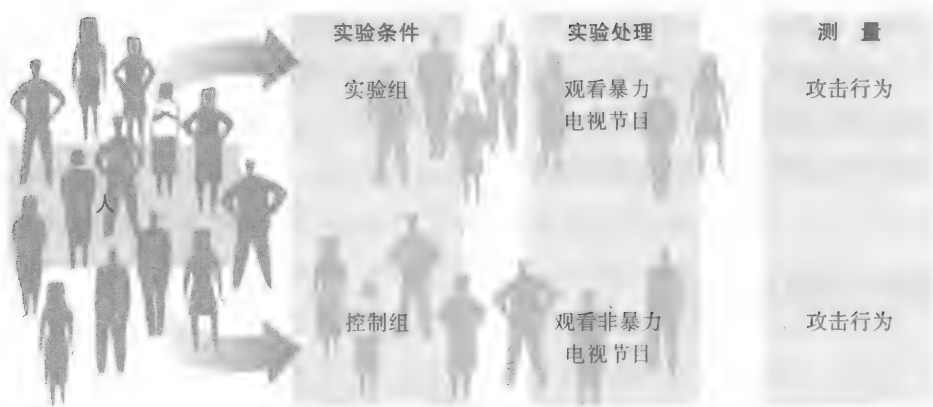 实验条件 实验处理 测 量
实验组 观看暴力 攻击行为
电视节目
人
控制组 观看非暴力 攻击行为
电视节目